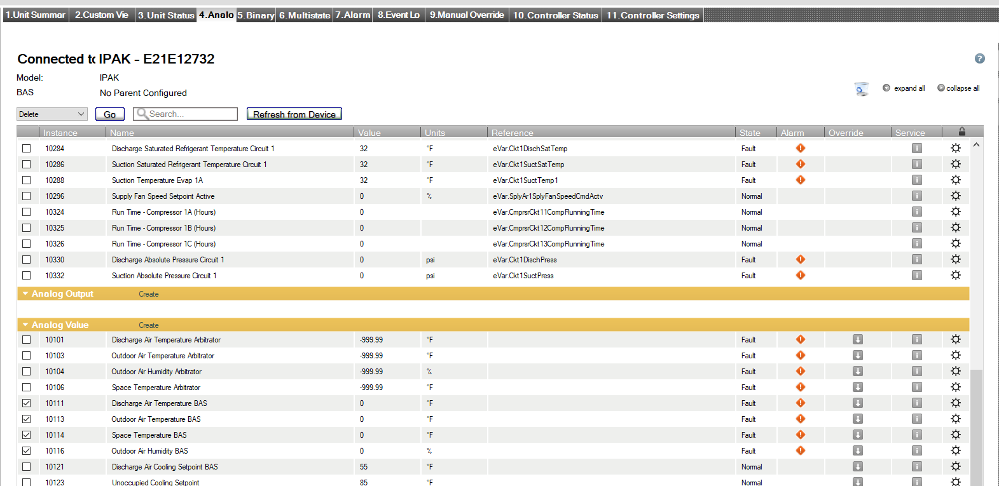 1.Unit Summar 2.Custom Vie 3.Unit Status 4.Analo 5.Binary 6.Multistate 7.Alarm 8.Event Lo 9.Manual Override 10.Controller Status 11.Controller Settings
Connected to IPAK - E21E12732
?
Model: IPAK
BAS No Parent Configured
expand all collapse all
Delete Go Search... Refresh from Device
Instance Name Value Units Reference State Alarm Override Service
10284 Discharge Saturated Refrigerant Temperature Circuit 1 32 °F eVar.Ckt1DischSatTemp Fault
10286 Suction Saturated Refrigerant Temperature Circuit 1 32 °F eVar.Ckt1SuctSatTemp Fault
10288 Suction Temperature Evap 1A 32 °F eVar.Ckt1SuctTemp1 Fault
10296 Supply Fan Speed Setpoint Active 0 % eVar.SplyAr1SplyFanSpeedCmdActv Normal
10324 Run Time - Compressor 1A (Hours) 0 eVar.CmprsrCkt11CompRunningTime Normal
10325 Run Time - Compressor 1B (Hours) 0 eVar.CmprsrCkt12CompRunningTime Normal
10326 Run Time - Compressor 1C (Hours) 0 eVar.CmprsrCkt13CompRunningTime Normal
10330 Discharge Absolute Pressure Circuit 1 0 psi eVar.Ckt1DischPress Fault
10332 Suction Absolute Pressure Circuit 1 0 psi eVar.Ckt1SuctPress Fault
Analog Output Create
Analog Value Create
10101 Discharge Air Temperature Arbitrator -999.99 °F Fault
10103 Outdoor Air Temperature Arbitrator -999.99 °F Fault
10104 Outdoor Air Humidity Arbitrator -999.99 % Fault
10106 Space Temperature Arbitrator -999.99 °F Fault
10111 Discharge Air Temperature BAS 0 °F Fault
10113 Outdoor Air Temperature BAS 0 °F Fault
10114 Space Temperature BAS 0 °F Fault
10116 Outdoor Air Humidity BAS 0 % Fault
10121 Discharge Air Cooling Setpoint BAS 55 °F Normal
10123 Unoccupied Cooling Setpoint 85 °F Normal